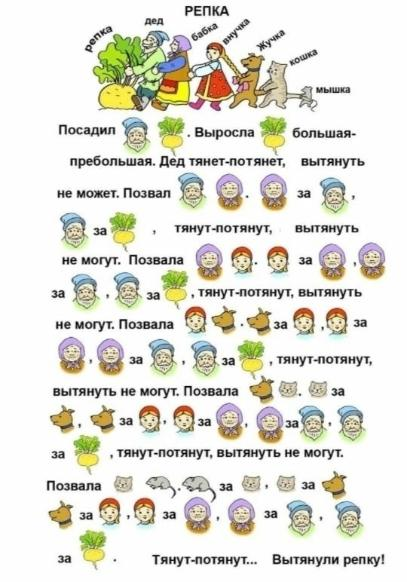 РЕПКА
репка дед бабка внучка Жучка кошка мышка
Посадил . Выросла большая-
пребольшая. Дед тянет-потянет, вытянуть
не может. Позвал . за ,
за , тянут-потянут, вытянуть
не могут. Позвала . за ,
за , за , тянут-потянут, вытянуть
не могут. Позвала . за , за
, за , за , тянут-потянут,
вытянуть не могут. Позвала . за
, за , за , за ,
за , тянут-потянут, вытянуть не могут.
Позвала . за , за
, за , за , за ,
за . Тянут-потянут... Вытянули репку!